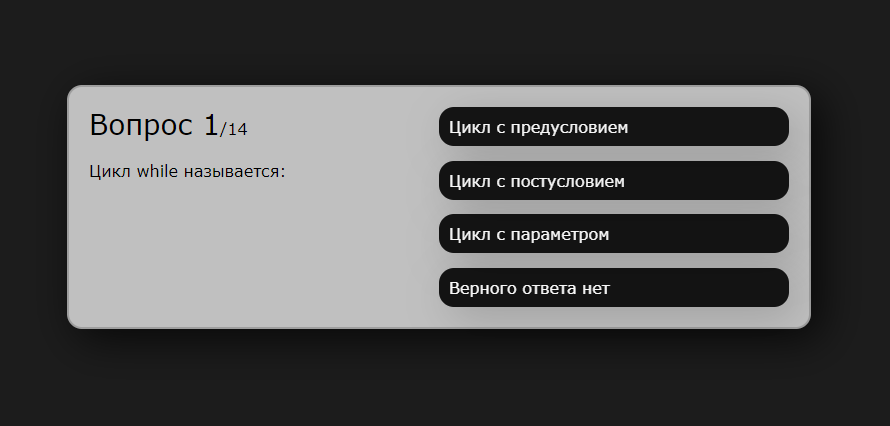 Вопрос 1/14
Цикл while называется:
Цикл с предусловием
Цикл с постусловием
Цикл с параметром
Верного ответа нет